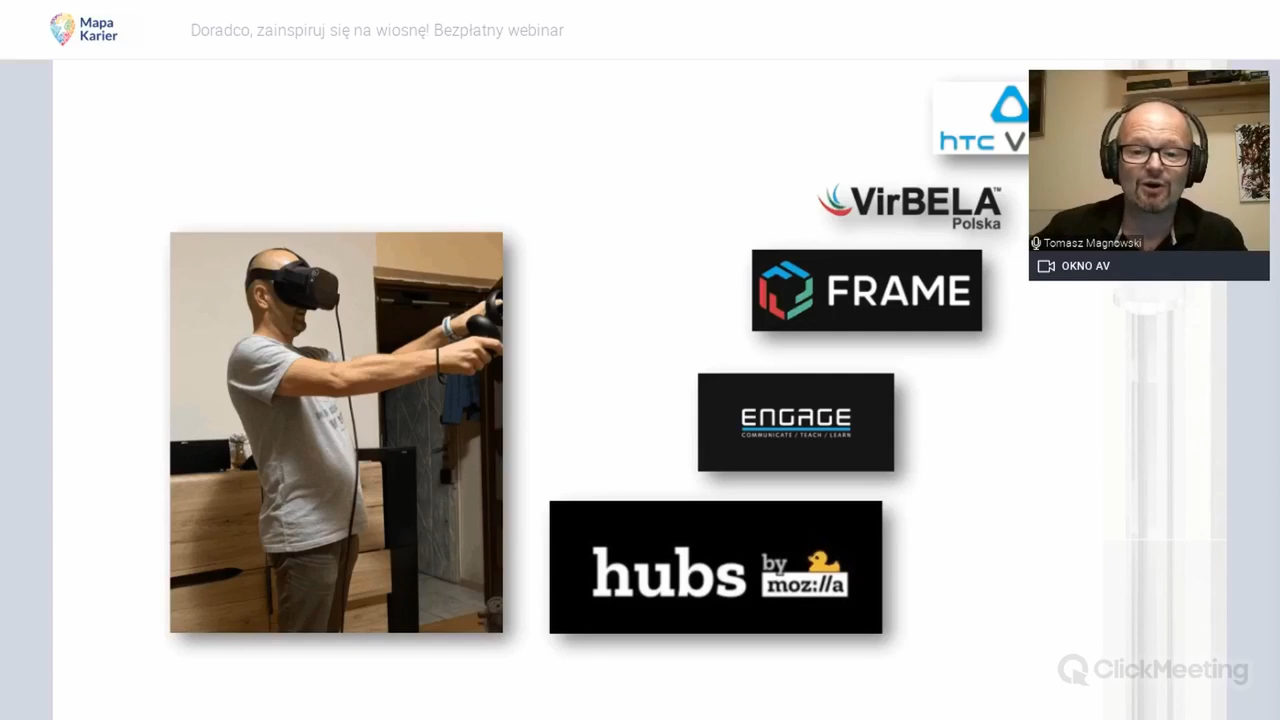 Mapa
Karier
Doradco, zainspiruj się na wiosnę! Bezpłatny webinar
hTC V
VirBELA™
Polska
FRAME
ENGAGE
COMMUNICATE / TEACH / LEARN
hubs by
moz://a
Tomasz Magnowski
OKNO AV
ClickMeeting